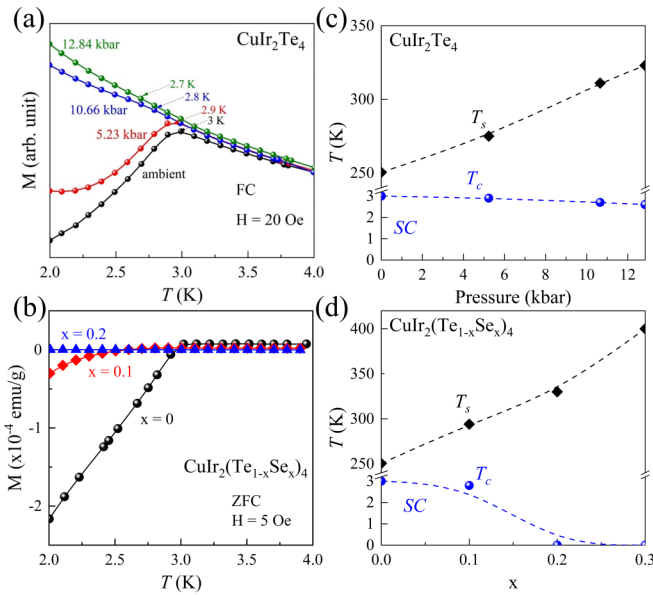 (a)
12.84 kbar
CuIr2Te4
2.7 K
10.66 kbar
2.8 K
2.9 K
3 K
5.23 kbar
ambient
FC
H = 20 Oe
M (arb. unit)
2.0 2.5 3.0 3.5 4.0
T (K)
(b)
x = 0.2
x = 0.1
x = 0
CuIr2(Te1-xSex)4
ZFC
H = 5 Oe
M (x10-4 emu/g)
0
-1
-2
2.0 2.5 3.0 3.5 4.0
T (K)
(c)
CuIr2Te4
350
300
250
3
2
1
0
Ts
Tc
SC
T (K)
0 2 4 6 8 10 12
Pressure (kbar)
(d)
CuIr2(Te1-xSex)4
400
350
300
250
3
2
1
0
Ts
Tc
SC
T (K)
0.0 0.1 0.2 0.3
x